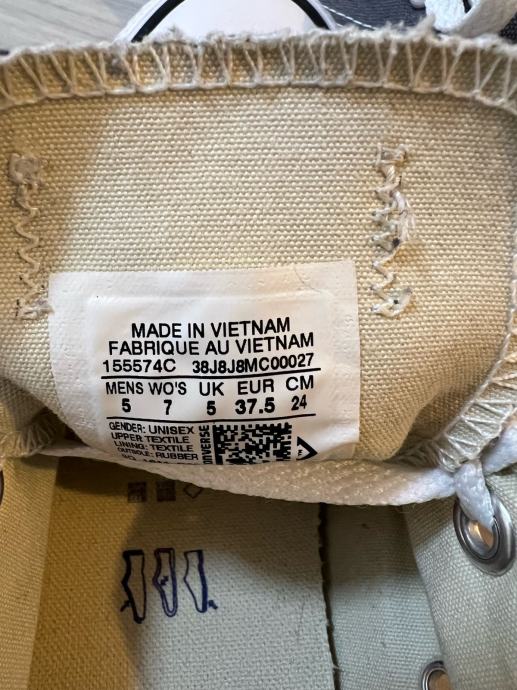 MADE IN VIETNAM
FABRIQUE AU VIETNAM
155574C 38J8J8MC00027
MENS WO'S UK EUR CM
5 7 5 37.5 24
GENDER: UNISEX
UPPER: TEXTILE
LINING: TEXTILE
OUTSOLE: RUBBER
CONVERSE